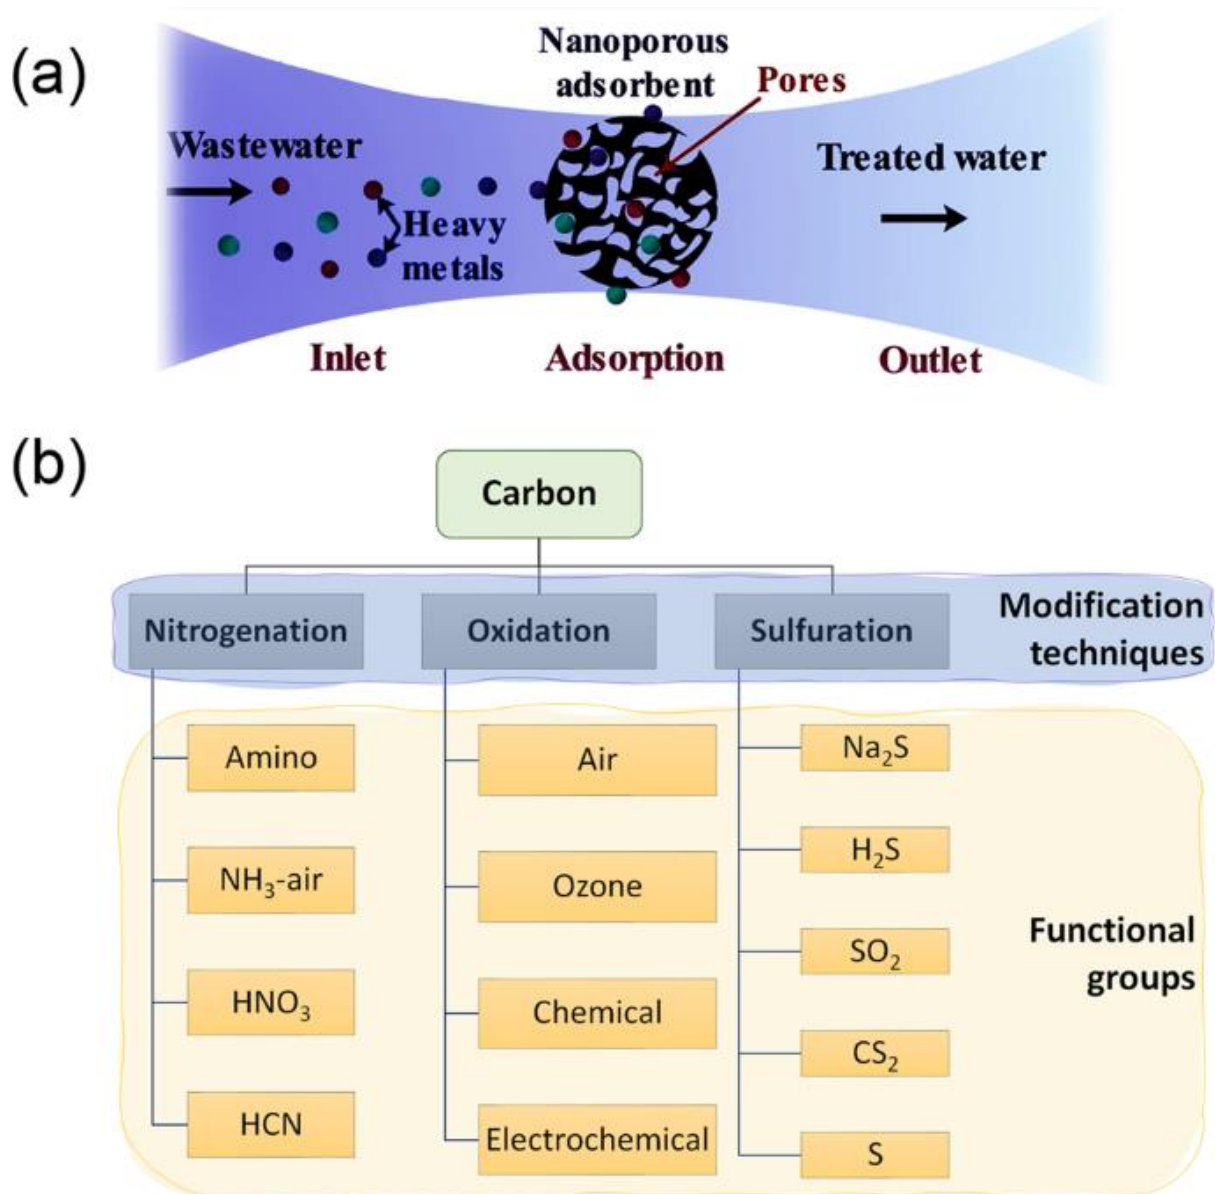 (a)
Nanoporous
adsorbent
Pores
Wastewater
Treated water
Heavy
metals
Inlet
Adsorption
Outlet
(b)
Carbon
Nitrogenation
Oxidation
Sulfuration
Modification
techniques
Amino
Air
Na₂S
NH₃-air
Ozone
H₂S
SO₂
Functional
groups
HNO₃
Chemical
CS₂
HCN
Electrochemical
S